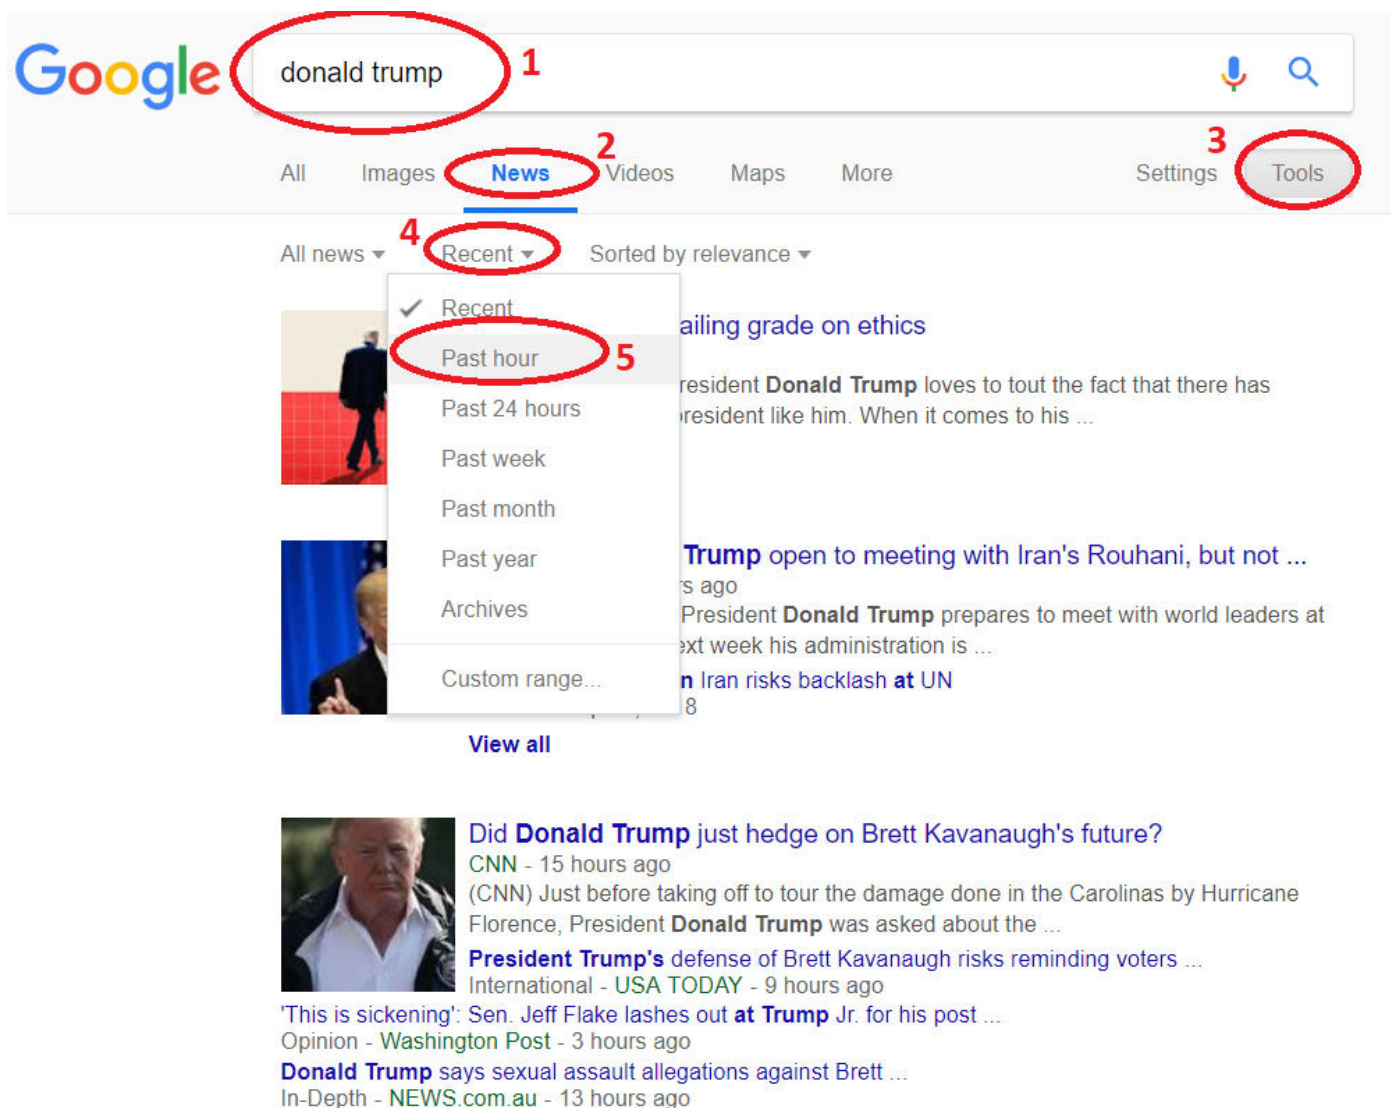 Google donald trump 1
2
3
All Images News Videos Maps More Settings Tools
4
All news Recent Sorted by relevance
Recent
ailing grade on ethics
Past hour 5
resident Donald Trump loves to tout the fact that there has
Past 24 hours
resident like him. When it comes to his ...
Past week
Past month
Past year
Trump open to meeting with Iran's Rouhani, but not ...
s ago
Archives
President Donald Trump prepares to meet with world leaders at
ext week his administration is ...
Custom range...
n Iran risks backlash at UN
8
View all
Did Donald Trump just hedge on Brett Kavanaugh's future?
CNN - 15 hours ago
(CNN) Just before taking off to tour the damage done in the Carolinas by Hurricane
Florence, President Donald Trump was asked about the ...
President Trump's defense of Brett Kavanaugh risks reminding voters ...
International - USA TODAY - 9 hours ago
'This is sickening': Sen. Jeff Flake lashes out at Trump Jr. for his post ...
Opinion - Washington Post - 3 hours ago
Donald Trump says sexual assault allegations against Brett ...
In-Depth - NEWS.com.au - 13 hours ago